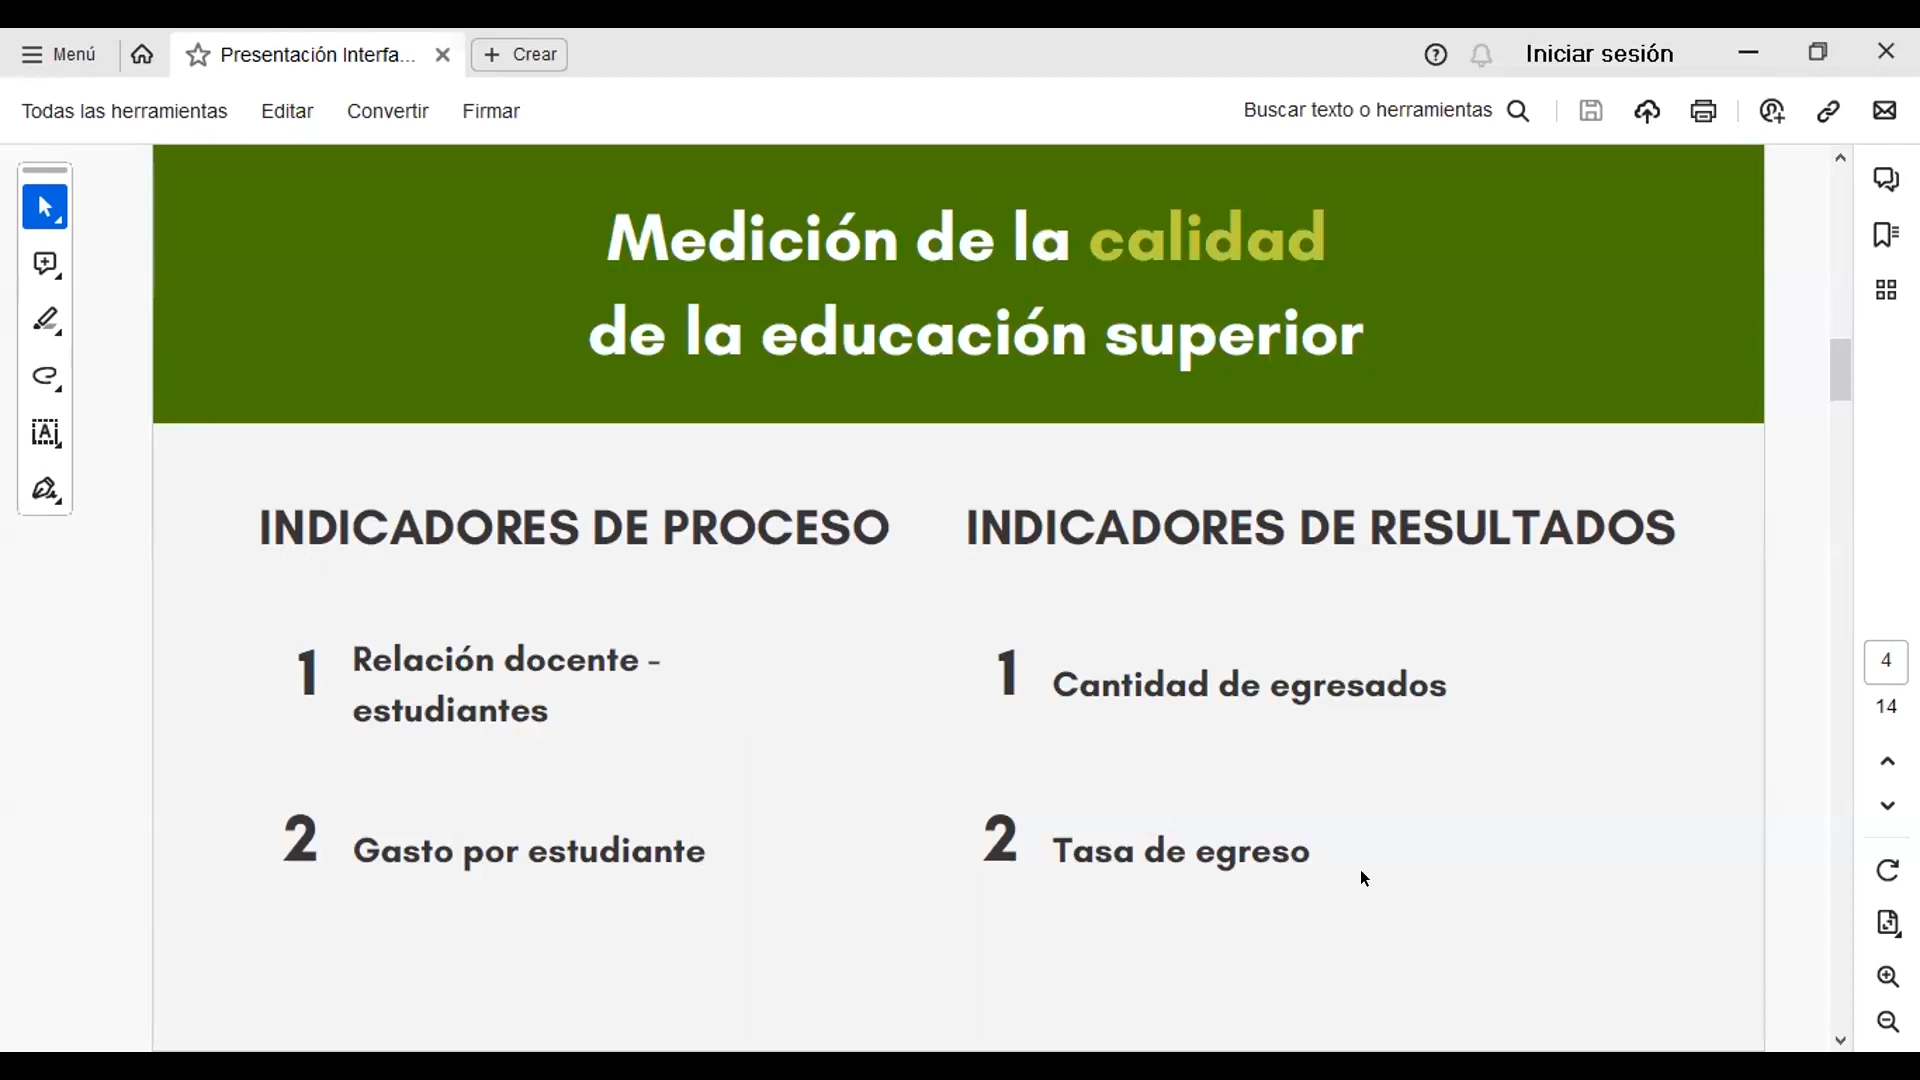 Menú
Presentación Interfa...
Crear
Iniciar sesión
Todas las herramientas
Editar
Convertir
Firmar
Buscar texto o herramientas
Medición de la calidad
de la educación superior
INDICADORES DE PROCESO
1 Relación docente -
estudiantes
2 Gasto por estudiante
INDICADORES DE RESULTADOS
1 Cantidad de egresados
2 Tasa de egreso
4
14